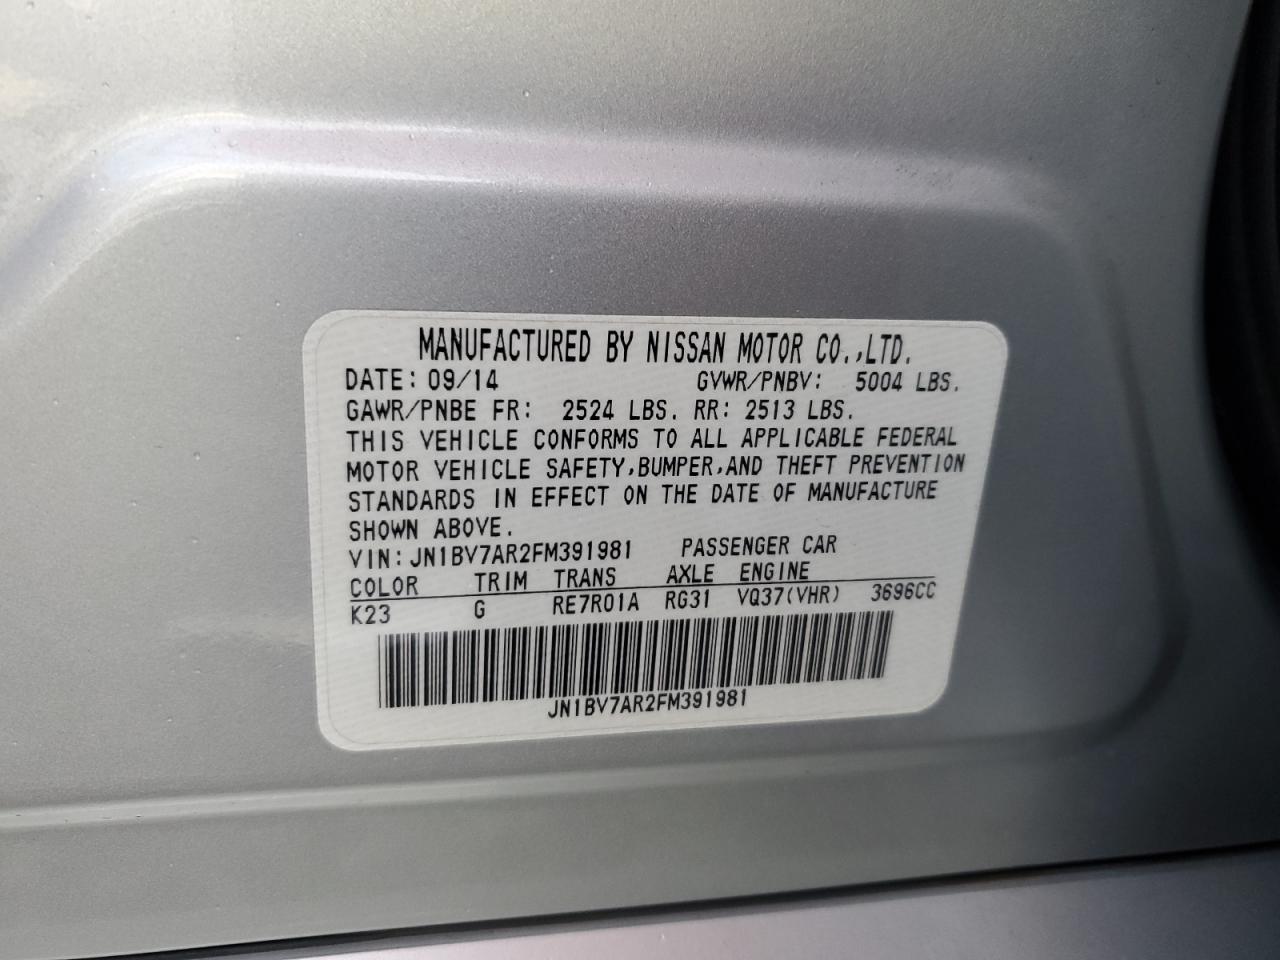 MANUFACTURED BY NISSAN MOTOR CO.,LTD.
DATE: 09/14 GVWR/PNBV: 5004 LBS.
GAWR/PNBE FR: 2524 LBS. RR: 2513 LBS.
THIS VEHICLE CONFORMS TO ALL APPLICABLE FEDERAL
MOTOR VEHICLE SAFETY,BUMPER,AND THEFT PREVENTION
STANDARDS IN EFFECT ON THE DATE OF MANUFACTURE
SHOWN ABOVE.
VIN: JN1BV7AR2FM391981 PASSENGER CAR
COLOR TRIM TRANS AXLE ENGINE
K23 G RE7R01A RG31 VQ37(VHR) 3696CC
JN1BV7AR2FM391981